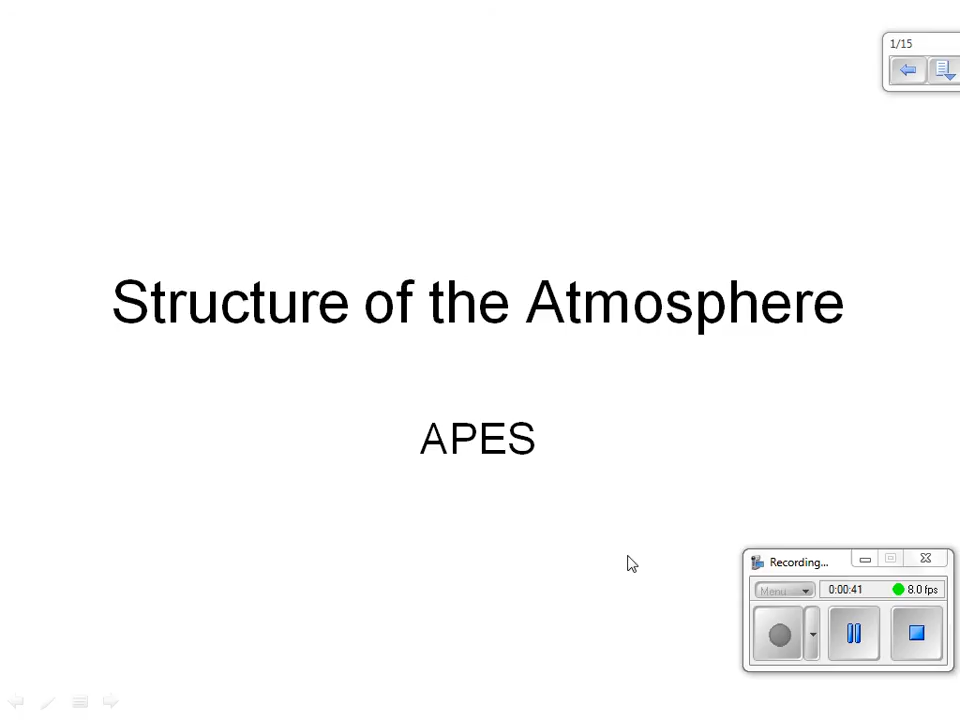 1/15
Structure of the Atmosphere
APES
Recording...
Menu
0:00:41
8.0 fps